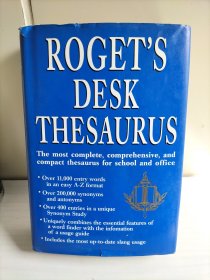 ROGET'S
DESK
THESAURUS
The most complete, comprehensive, and
compact thesaurus for school and office
• Over 11,000 entry words
in an easy A-Z format
• Over 200,000 synonyms
and antonyms
• Over 400 entries in a unique
Synonym Study
• Uniquely combines the essential features of
a word finder with the infomation
of a usage guide
• Includes the most up-to-date slang usage